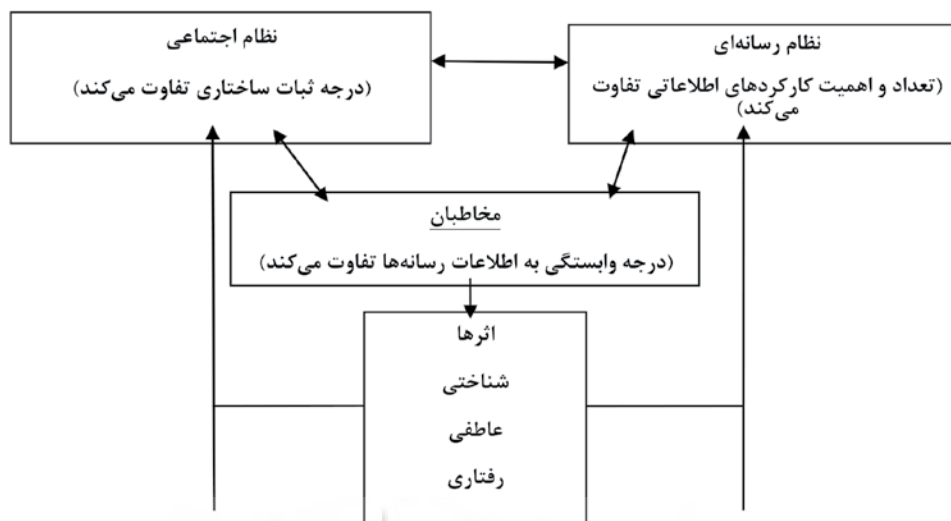 نظام رسانه‌ای
(تعداد و اهمیت کارکردهای اطلاعاتی تفاوت
می‌کند)
نظام اجتماعی
(درجه ثبات ساختاری تفاوت می‌کند)
مخاطبان
(درجه وابستگی به اطلاعات رسانه‌ها تفاوت می‌کند)
اثرها
شناختی
عاطفی
رفتاری